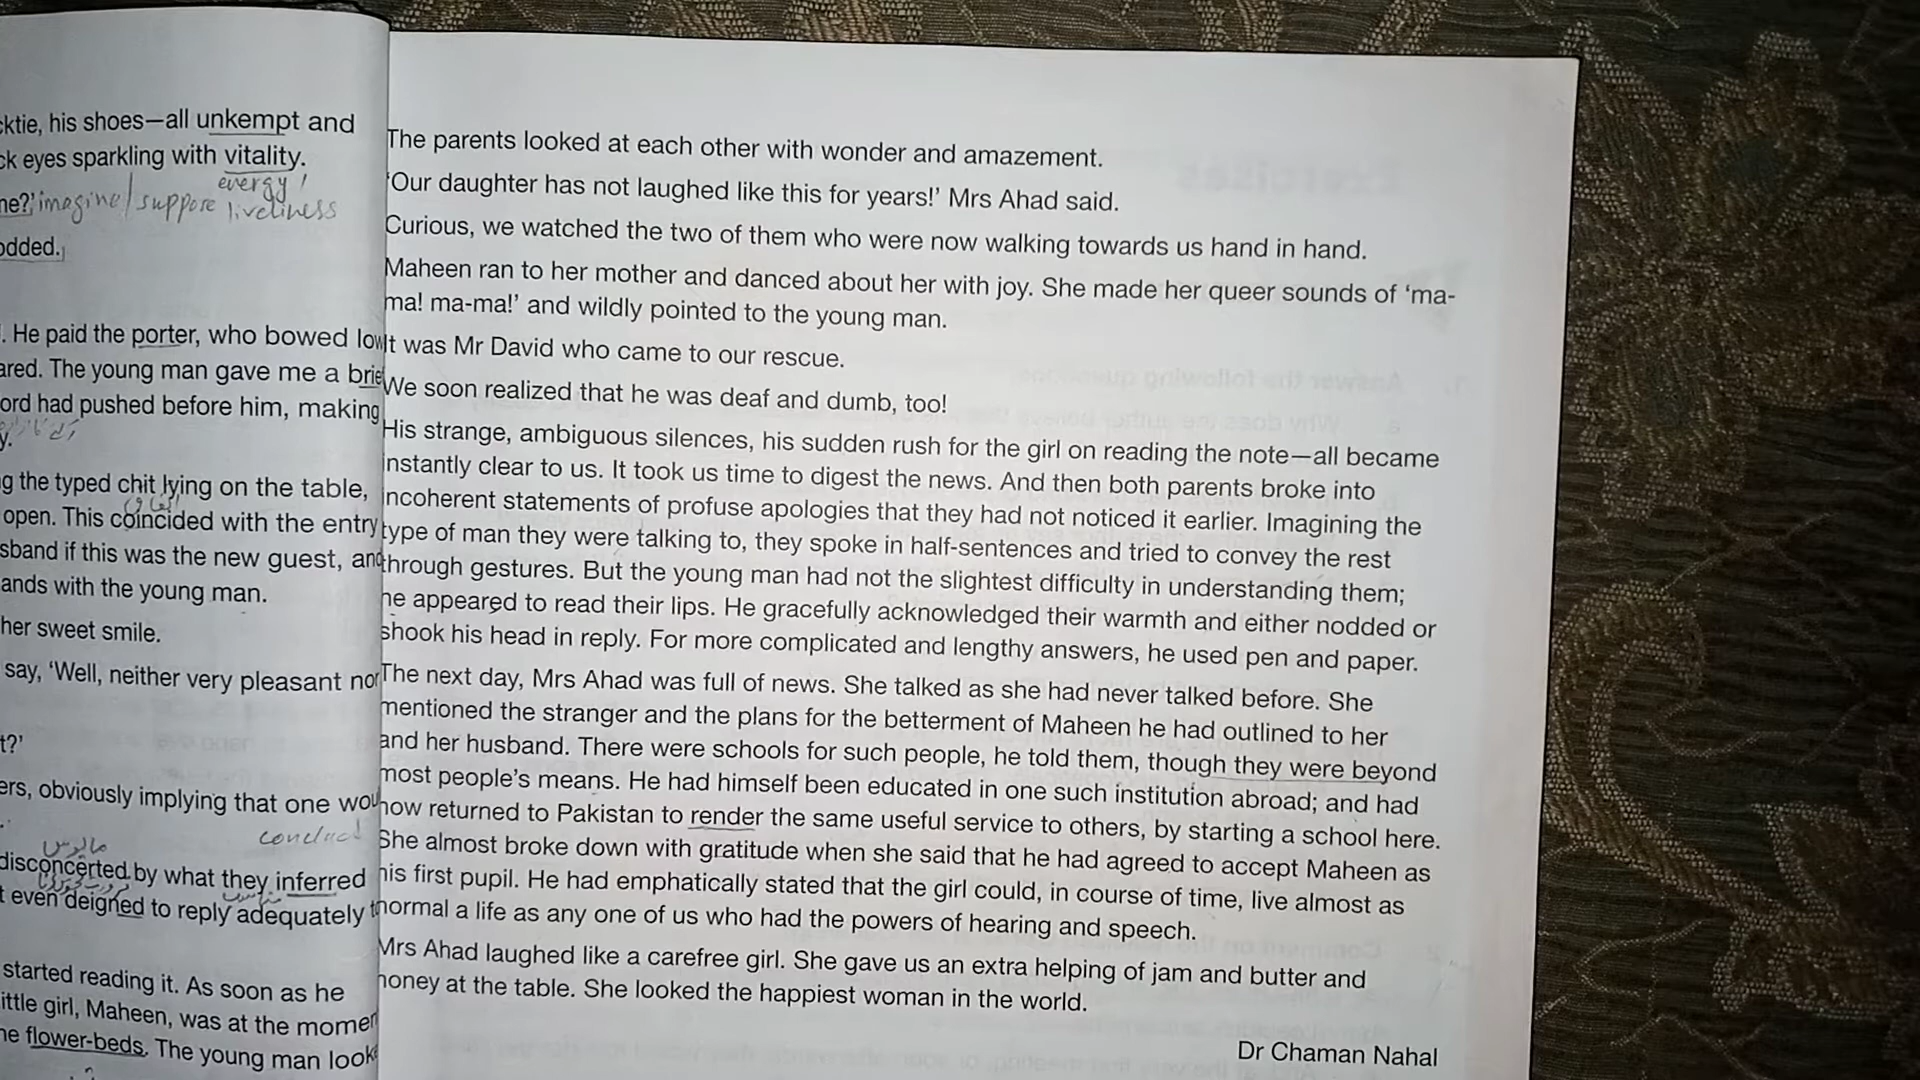 cktie, his shoes—all unkempt and
ck eyes sparkling with vitality.
energy /
ne?' imagine / suppose liveliness
odded.
. He paid the porter, who bowed low
ared. The young man gave me a brie
ord had pushed before him, making
y.
g the typed chit lying on the table,
open. This coincided with the entry
sband if this was the new guest, and
ands with the young man.
her sweet smile.
say, 'Well, neither very pleasant nor
t?'
ers, obviously implying that one wou
conclud
disconcerted by what they inferred
t even deigned to reply adequately t
started reading it. As soon as he
ittle girl, Maheen, was at the momen
he flower-beds. The young man look
The parents looked at each other with wonder and amazement.
'Our daughter has not laughed like this for years!' Mrs Ahad said.
Curious, we watched the two of them who were now walking towards us hand in hand.
Maheen ran to her mother and danced about her with joy. She made her queer sounds of 'ma-
ma! ma-ma!' and wildly pointed to the young man.
It was Mr David who came to our rescue.
We soon realized that he was deaf and dumb, too!
His strange, ambiguous silences, his sudden rush for the girl on reading the note—all became
instantly clear to us. It took us time to digest the news. And then both parents broke into
incoherent statements of profuse apologies that they had not noticed it earlier. Imagining the
type of man they were talking to, they spoke in half-sentences and tried to convey the rest
through gestures. But the young man had not the slightest difficulty in understanding them;
he appeared to read their lips. He gracefully acknowledged their warmth and either nodded or
shook his head in reply. For more complicated and lengthy answers, he used pen and paper.
The next day, Mrs Ahad was full of news. She talked as she had never talked before. She
mentioned the stranger and the plans for the betterment of Maheen he had outlined to her
and her husband. There were schools for such people, he told them, though they were beyond
most people's means. He had himself been educated in one such institution abroad; and had
now returned to Pakistan to render the same useful service to others, by starting a school here.
She almost broke down with gratitude when she said that he had agreed to accept Maheen as
his first pupil. He had emphatically stated that the girl could, in course of time, live almost as
normal a life as any one of us who had the powers of hearing and speech.
Mrs Ahad laughed like a carefree girl. She gave us an extra helping of jam and butter and
honey at the table. She looked the happiest woman in the world.
Dr Chaman Nahal